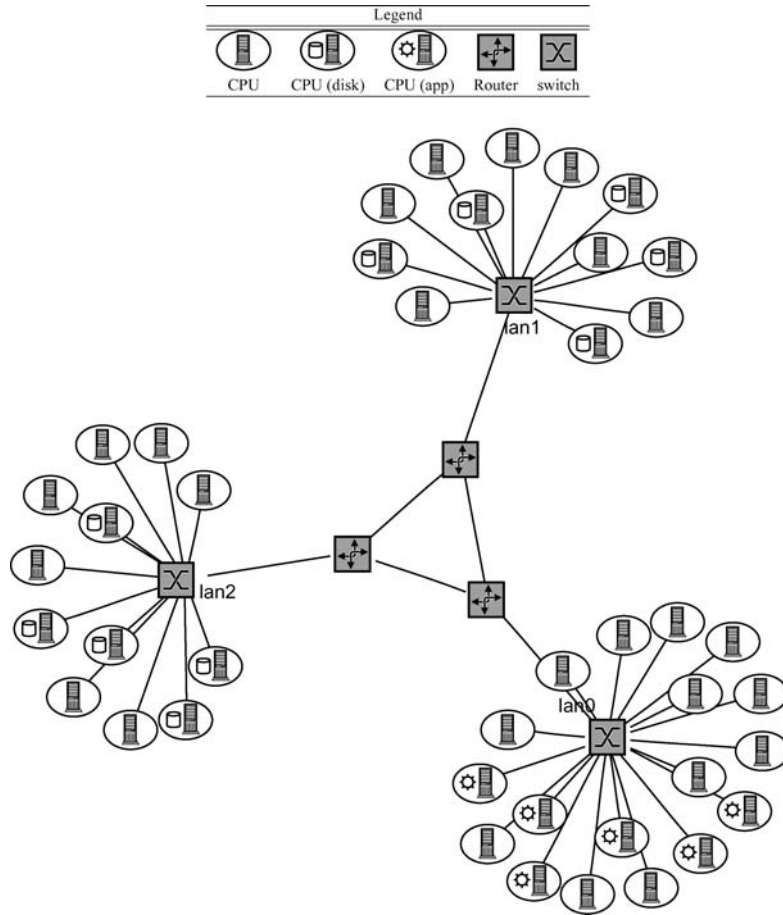 Legend
CPU CPU (disk) CPU (app) Router switch
lan1
lan2
lan0